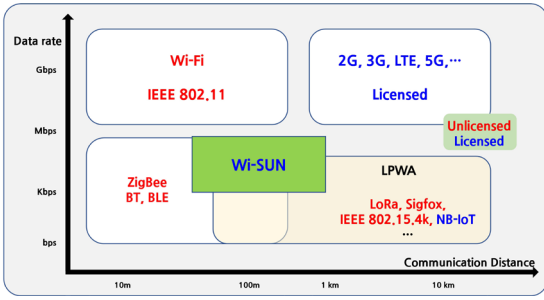 Data rate
Gbps
Mbps
Kbps
bps
Wi-Fi
IEEE 802.11
2G, 3G, LTE, 5G,…
Licensed
Unlicensed
Licensed
Wi-SUN
ZigBee
BT, BLE
LPWA
LoRa, Sigfox,
IEEE 802.15.4k, NB-IoT
…
Communication Distance
10m
100m
1 km
10 km